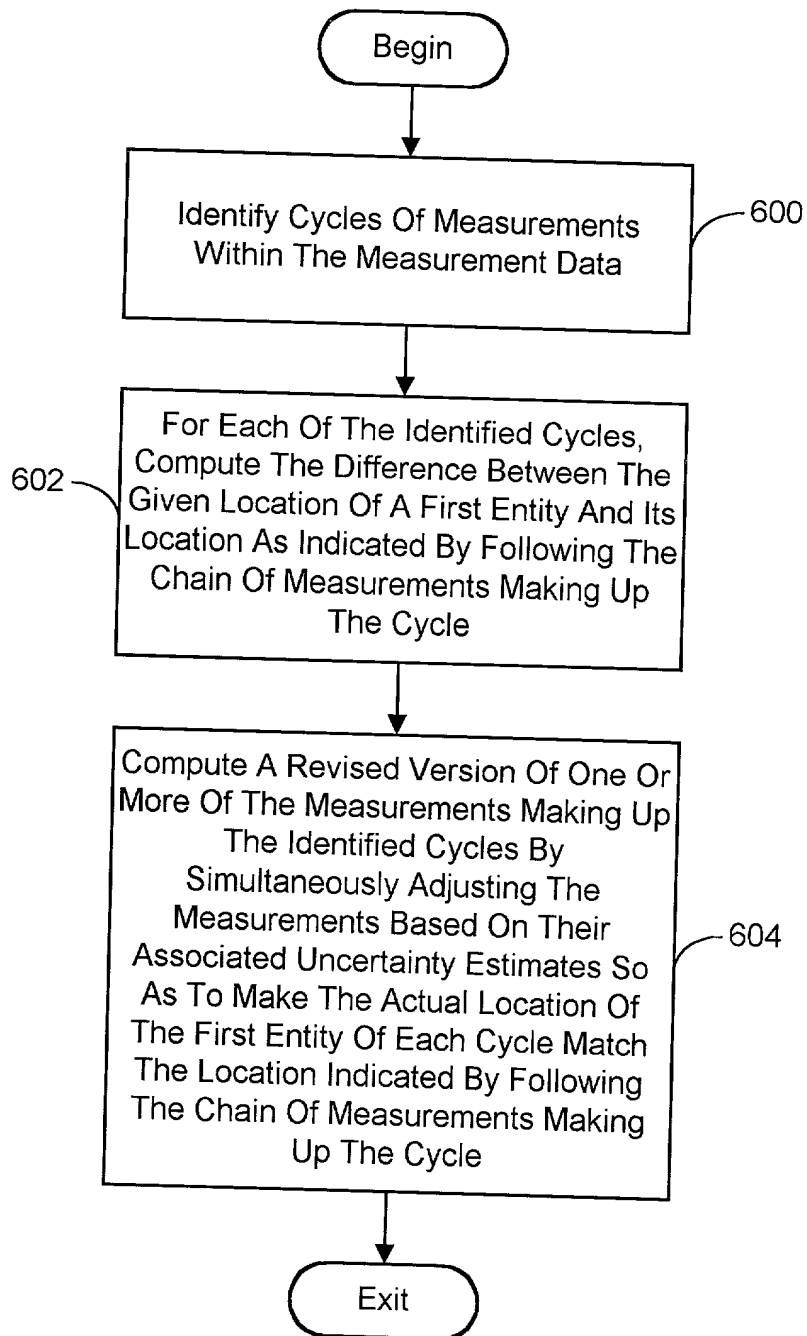 Begin
Identify Cycles Of Measurements
Within The Measurement Data
600
For Each Of The Identified Cycles,
Compute The Difference Between The
Given Location Of A First Entity And Its
Location As Indicated By Following The
Chain Of Measurements Making Up
The Cycle
602
Compute A Revised Version Of One Or
More Of The Measurements Making Up
The Identified Cycles By
Simultaneously Adjusting The
Measurements Based On Their
Associated Uncertainty Estimates So
As To Make The Actual Location Of
The First Entity Of Each Cycle Match
The Location Indicated By Following
The Chain Of Measurements Making
Up The Cycle
604
Exit